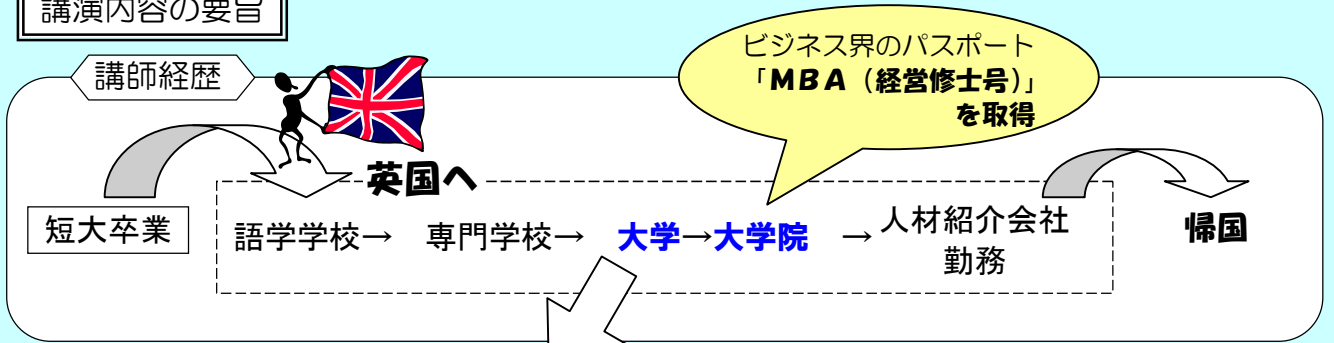 講演内容の要旨
講師経歴
ビジネス界のパスポート
「MBA（経営修士号）」
を取得
英国へ
短大卒業
語学学校→ 専門学校→ 大学→大学院 →人材紹介会社
勤務
帰国